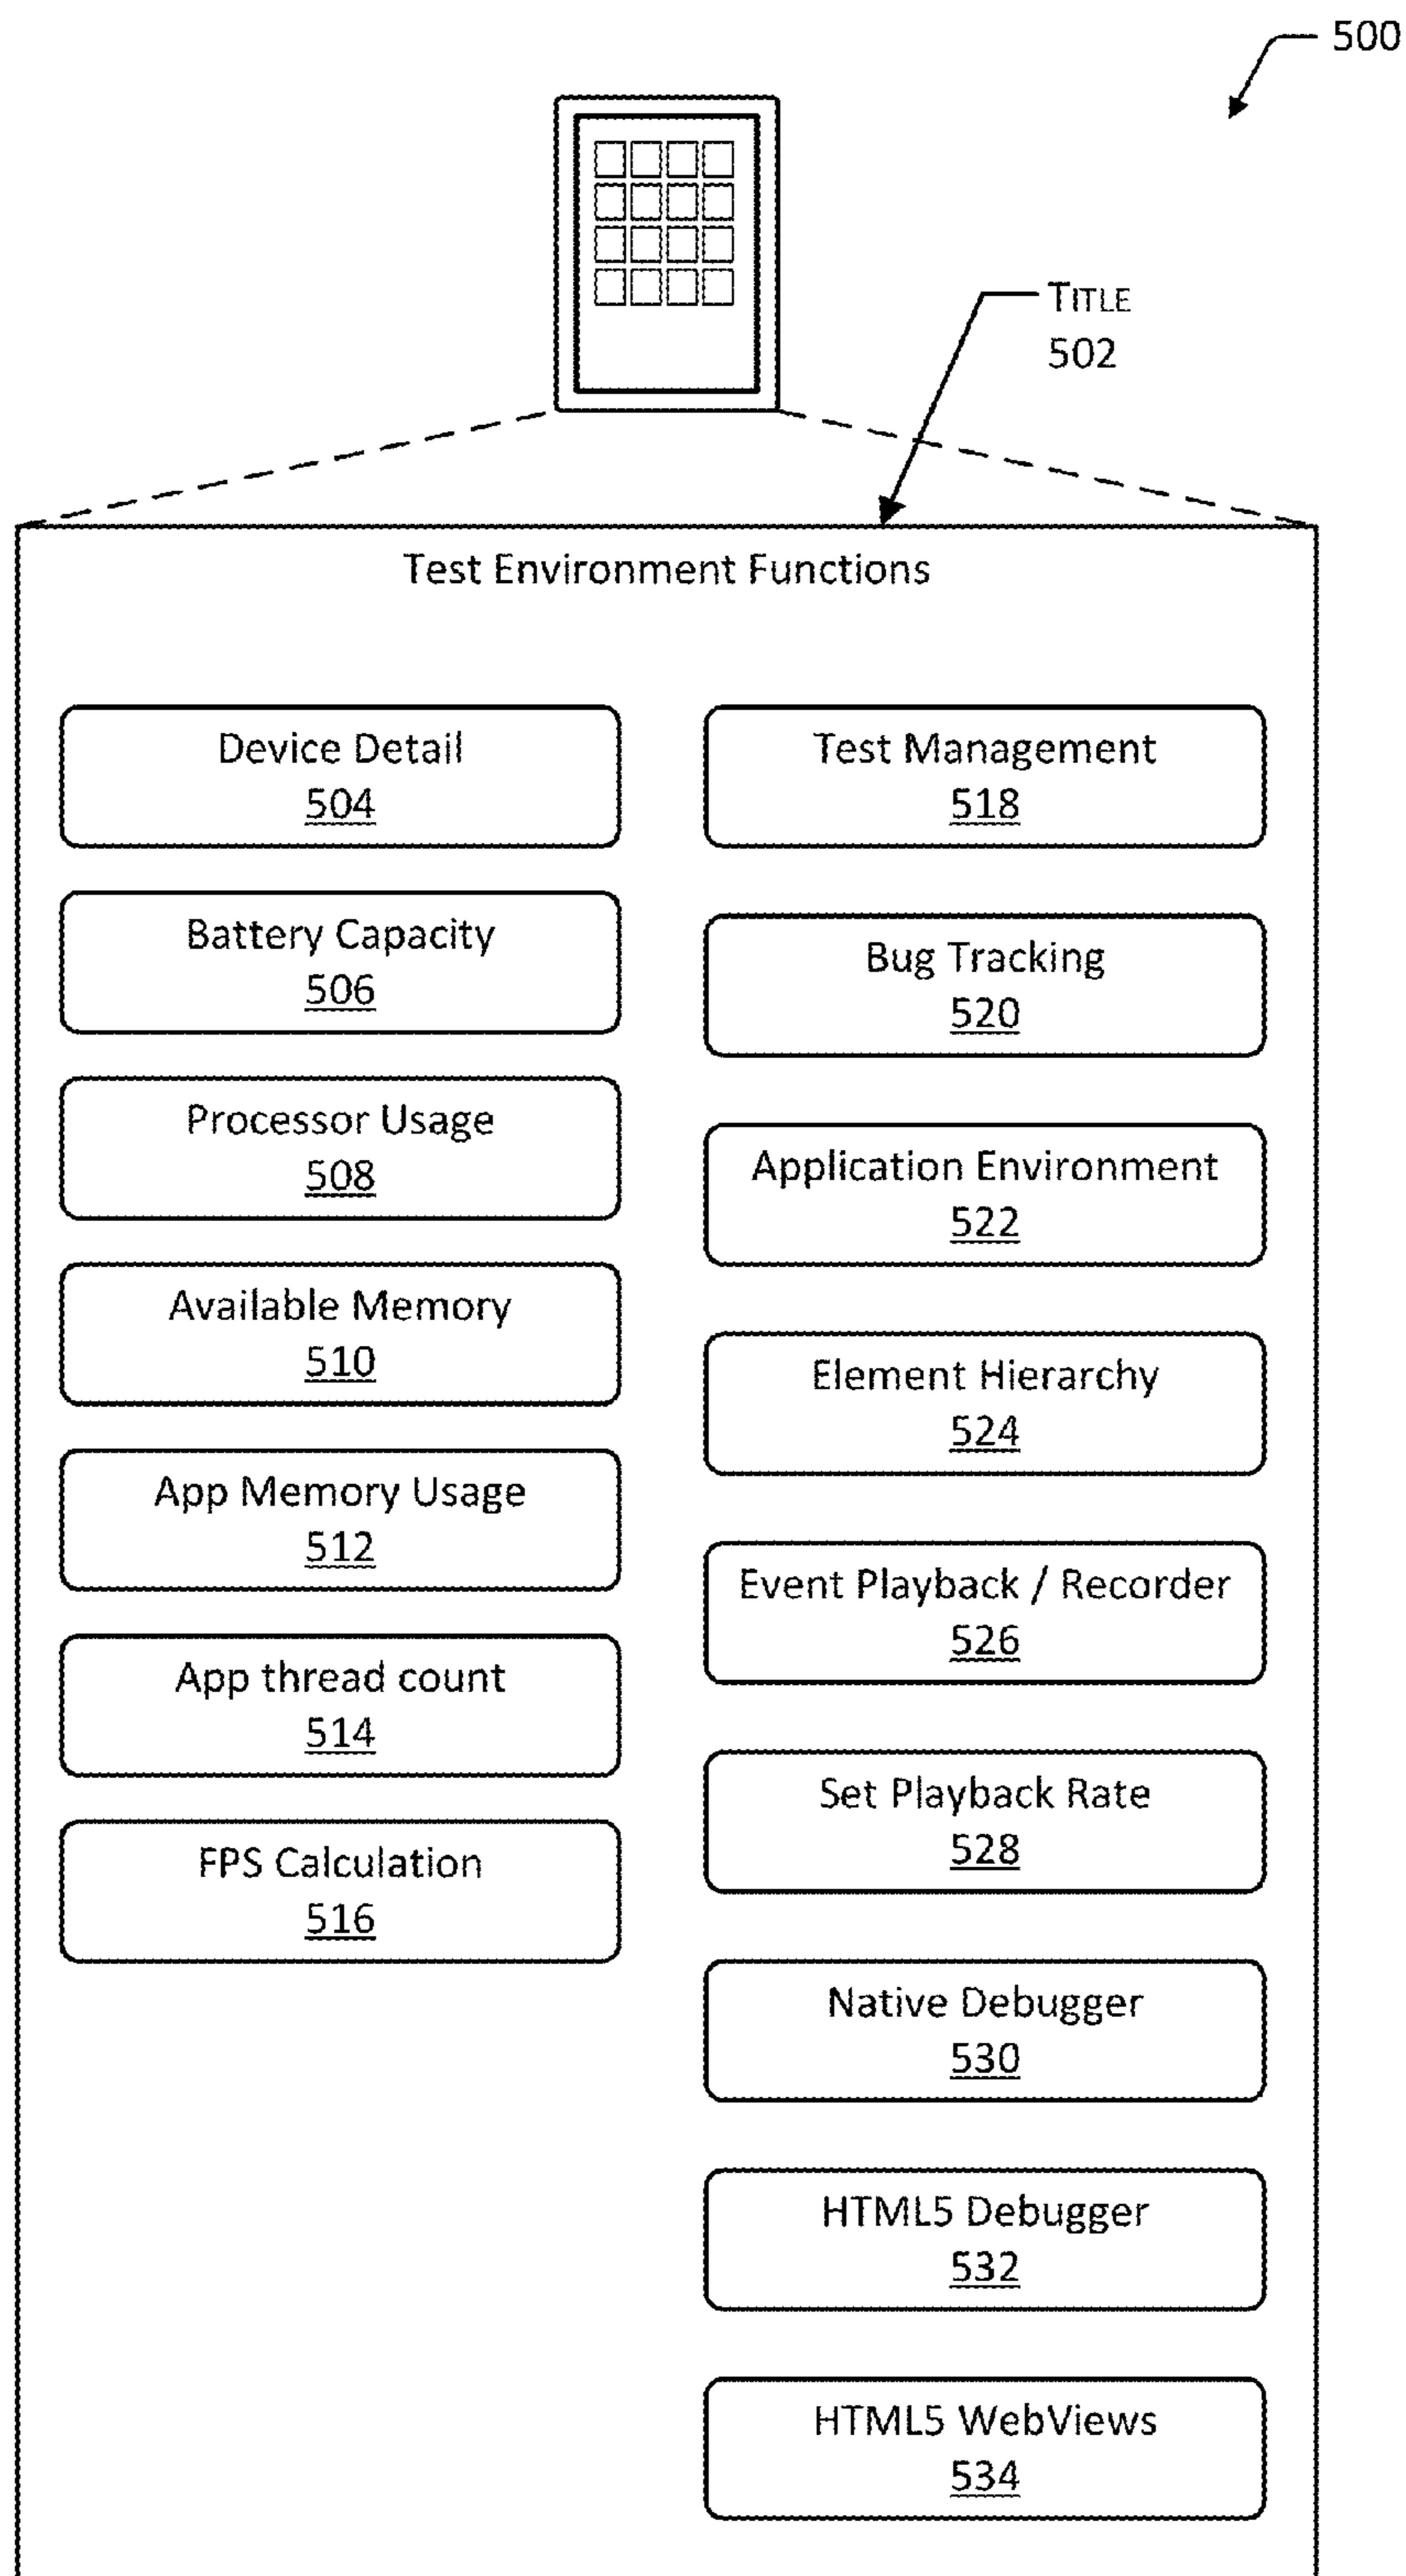 500
TITLE
502
Test Environment Functions
Device Detail
504
Battery Capacity
506
Processor Usage
508
Available Memory
510
App Memory Usage
512
App thread count
514
FPS Calculation
516
Test Management
518
Bug Tracking
520
Application Environment
522
Element Hierarchy
524
Event Playback / Recorder
526
Set Playback Rate
528
Native Debugger
530
HTML5 Debugger
532
HTML5 WebViews
534